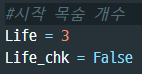 #시작 목숨 개수
Life = 3
Life_chk = False